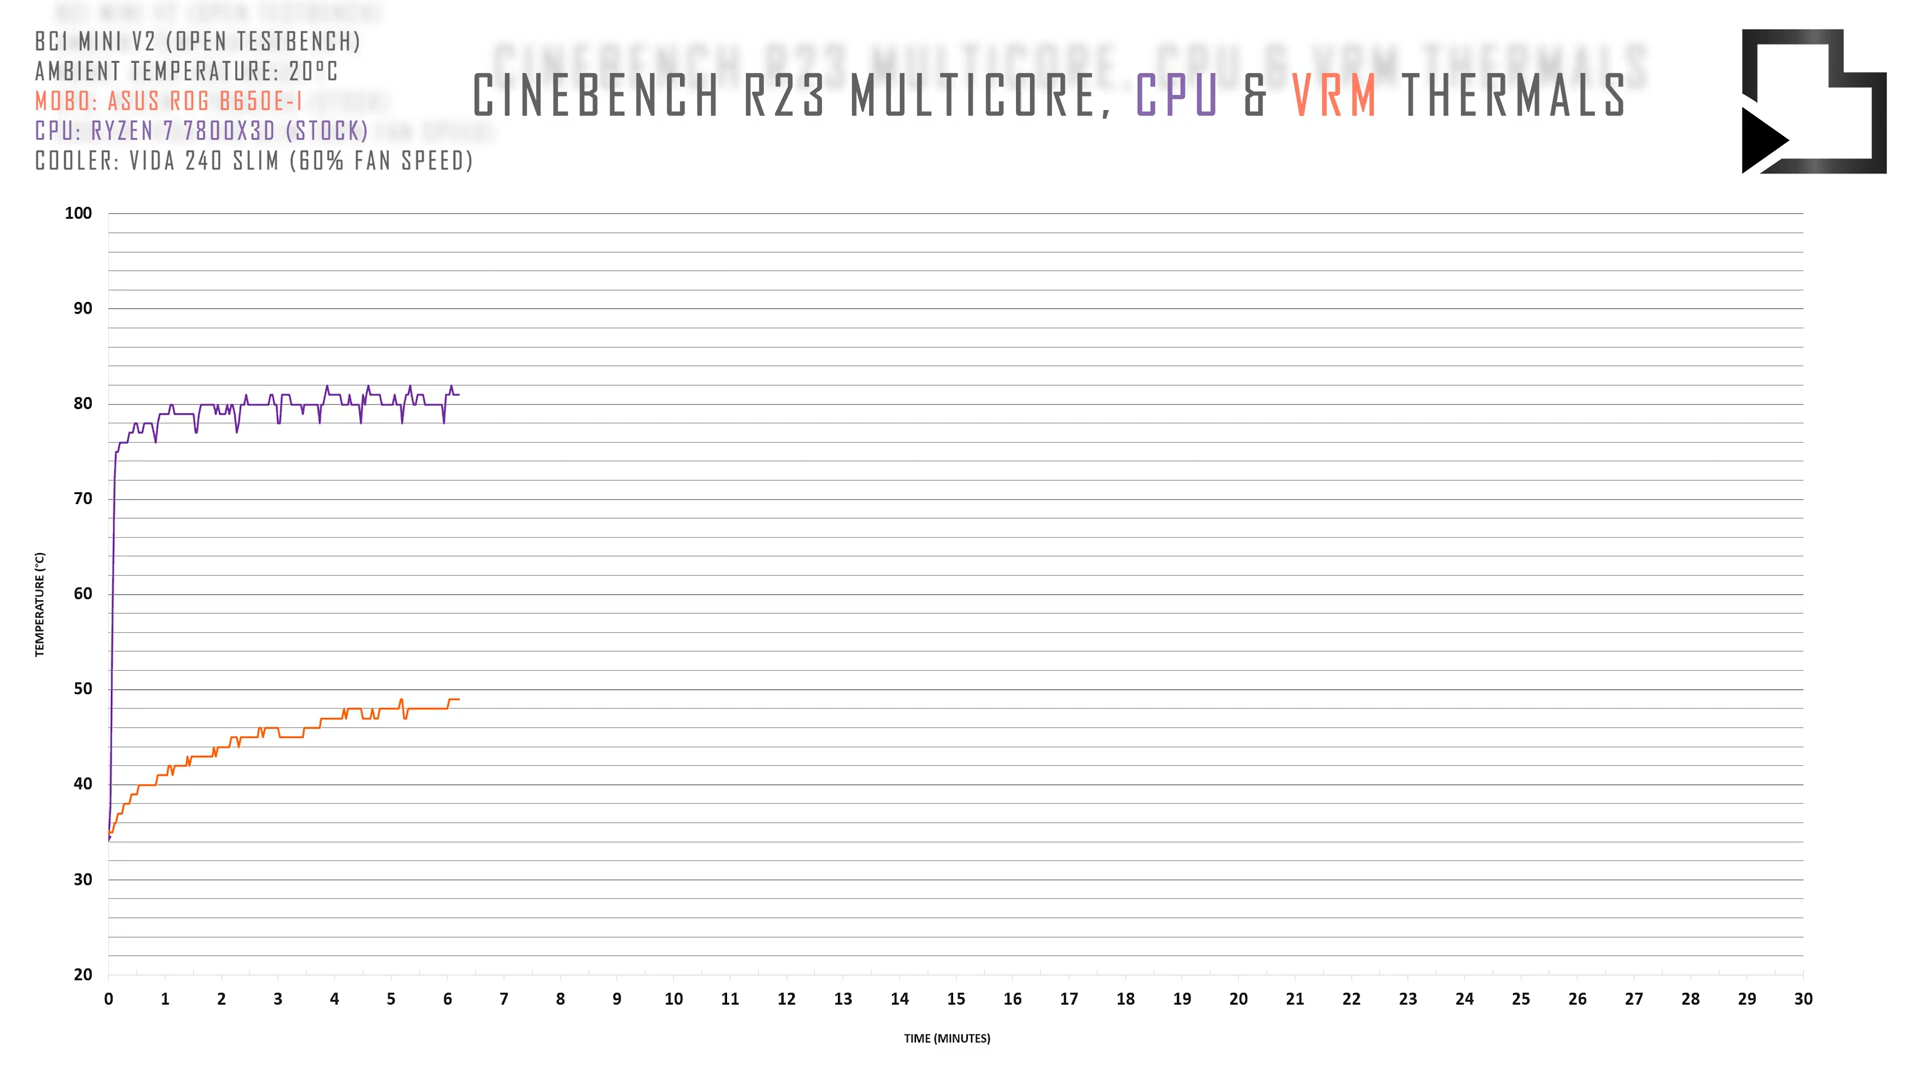 BC1 MINI V2 (OPEN TESTBENCH)
AMBIENT TEMPERATURE: 20°C
MOBO: ASUS ROG B650E-I
CPU: RYZEN 7 7800X3D (STOCK)
COOLER: VIDA 240 SLIM (60% FAN SPEED)
CINEBENCH R23 MULTICORE, CPU & VRM THERMALS
100
90
80
70
60
50
40
30
20
TEMPERATURE (°C)
0 1 2 3 4 5 6 7 8 9 10 11 12 13 14 15 16 17 18 19 20 21 22 23 24 25 26 27 28 29 30
TIME (MINUTES)